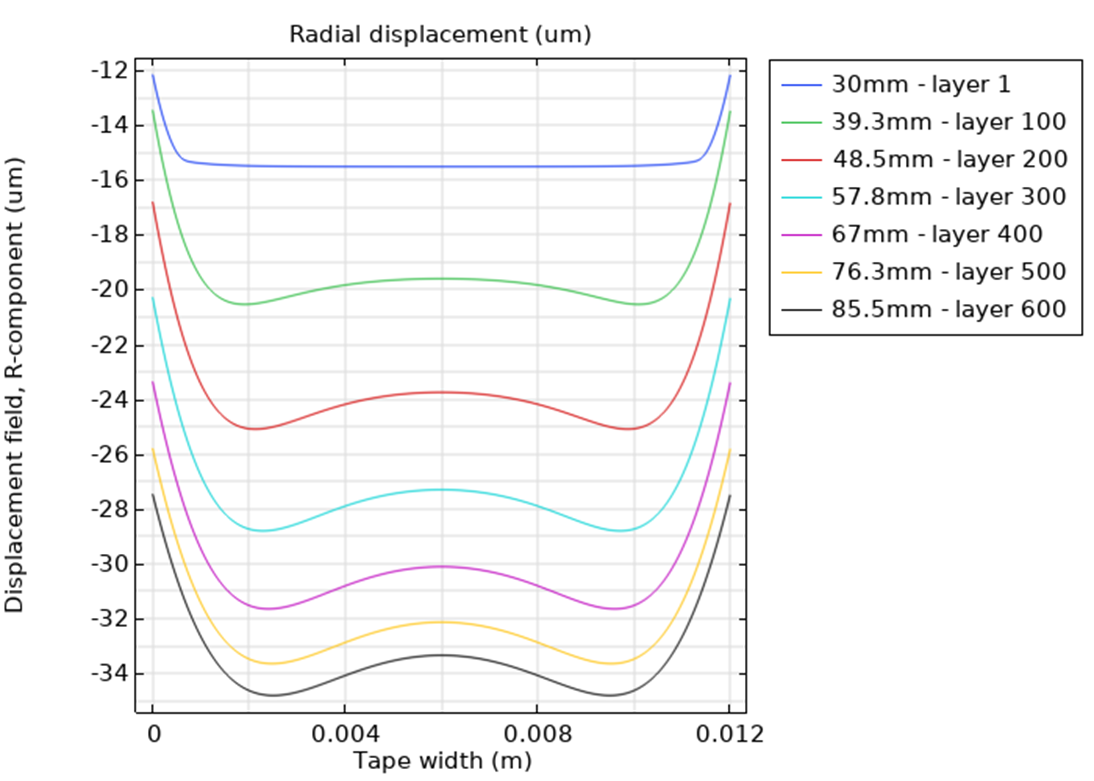 Radial displacement (um)
Displacement field, R-component (um)
-12
-14
-16
-18
-20
-22
-24
-26
-28
-30
-32
-34
0
0.004
0.008
0.012
Tape width (m)
30mm - layer 1
39.3mm - layer 100
48.5mm - layer 200
57.8mm - layer 300
67mm - layer 400
76.3mm - layer 500
85.5mm - layer 600